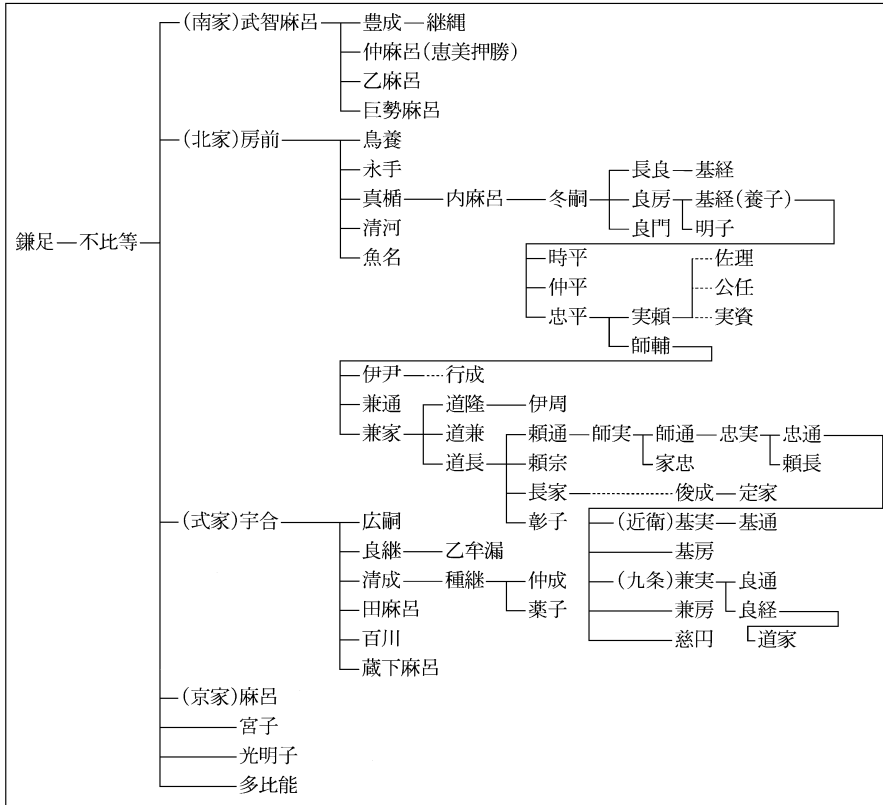 (南家)武智麻呂 豊成 継縄
仲麻呂(恵美押勝)
乙麻呂
巨勢麻呂
(北家)房前 鳥養
永手 長良 基経
真楯 内麻呂 冬嗣 良房 基経(養子)
清河 良門 明子
鎌足 不比等
魚名 時平 佐理
仲平 公任
忠平 実頼 実資
師輔
伊尹 行成
兼通 道隆 伊周
兼家 道兼 頼通 師実 師通 忠実 忠通
道長 頼宗 家忠 頼長
長家 俊成 定家
(式家)宇合 広嗣 彰子 (近衛)基実 基通
良継 乙牟漏 基房
清成 種継 仲成 (九条)兼実 良通
田麻呂 薬子 兼房 良経
百川 慈円 道家
蔵下麻呂
(京家)麻呂
宮子
光明子
多比能